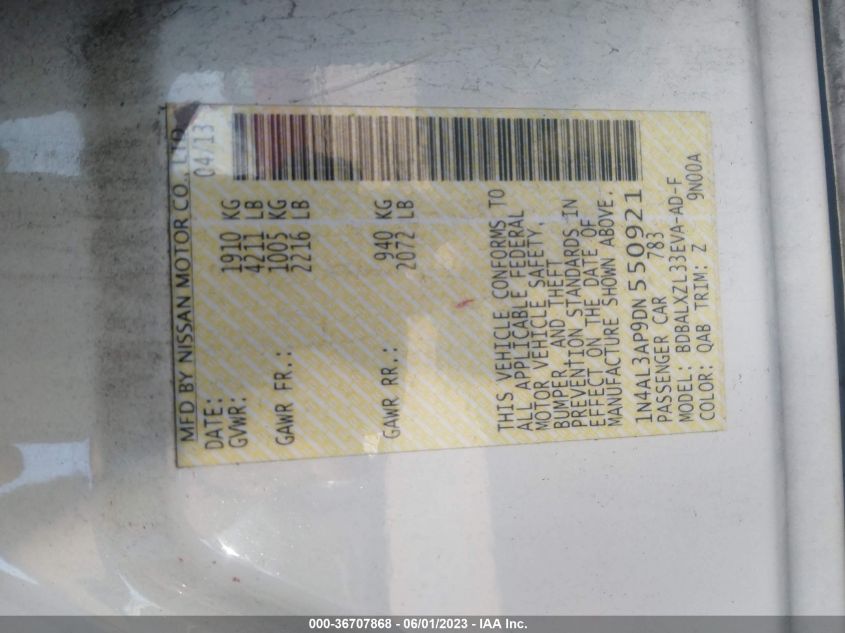 MFD BY NISSAN MOTOR CO., LTD.
DATE: 04/13
GVWR: 1910 KG
4211 LB
GAWR FR.: 1005 KG
2216 LB
GAWR RR.: 940 KG
2072 LB
THIS VEHICLE CONFORMS TO
ALL APPLICABLE FEDERAL
MOTOR VEHICLE SAFETY,
BUMPER AND THEFT
PREVENTION STANDARDS IN
EFFECT ON THE DATE OF
MANUFACTURE SHOWN ABOVE.
1N4AL3AP9DN550921
PASSENGER CAR 783
MODEL: BDBALXZL33EVA-AD-F
COLOR: QAB TRIM: Z 9N00A
000-36707868 - 06/01/2023 - IAA Inc.